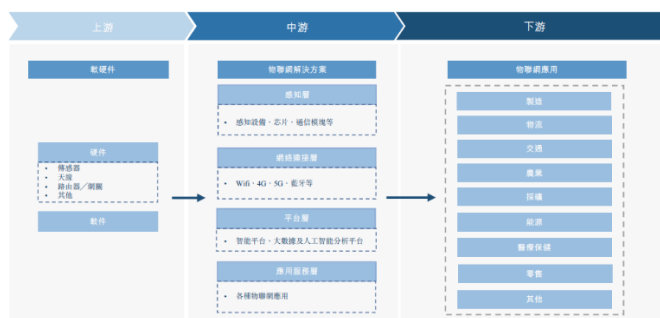 上游
中游
下游
軟硬件
硬件
• 傳感器
• 天線
• 路由器／網關
• 其他
軟件
物聯網解決方案
感知層
• 感知設備、芯片、通信模塊等
網絡連接層
• Wifi、4G、5G、藍牙等
平台層
• 智能平台、大數據及人工智能分析平台
應用服務層
• 各種物聯網應用
物聯網應用
製造
物流
交通
農業
採礦
能源
醫療保健
零售
其他